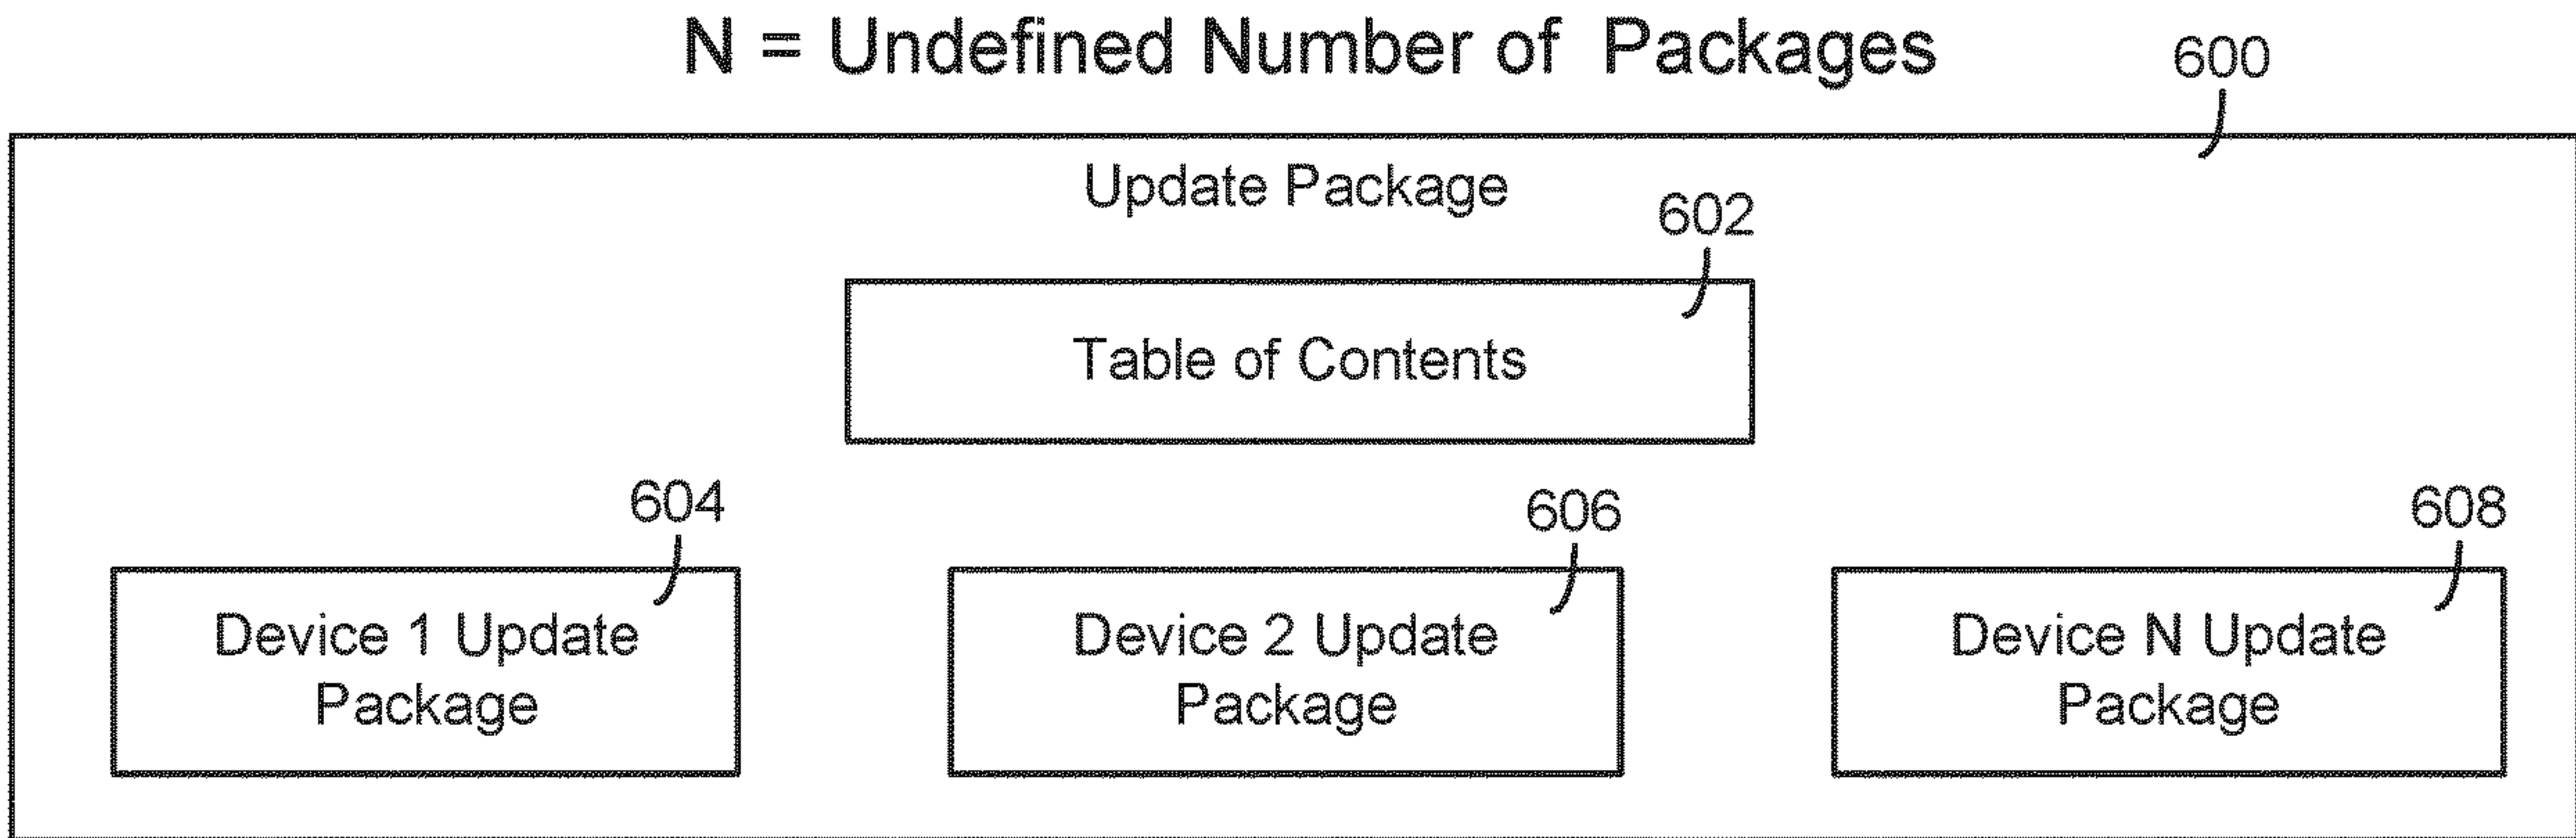 N = Undefined Number of Packages
600
Update Package
602
Table of Contents
604
606
608
Device 1 Update
Package
Device 2 Update
Package
Device N Update
Package